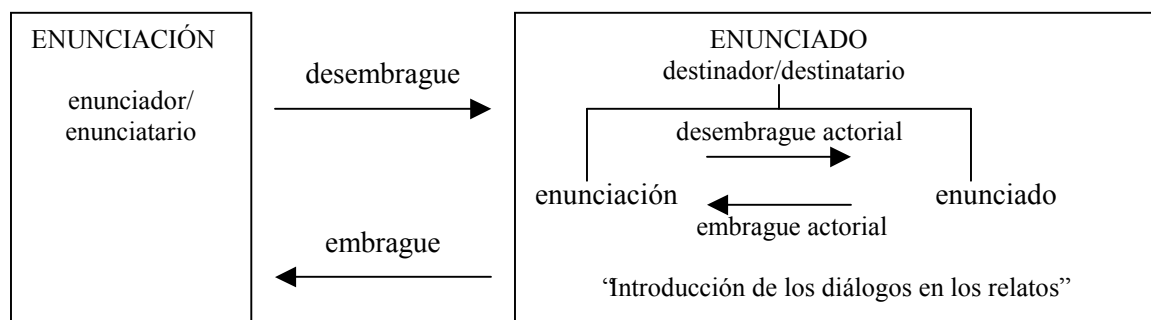 ENUNCIACIÓN
enunciador/
enunciatario
desembrague
embrague
ENUNCIADO
destinador/destinatario
desembrague actorial
enunciación
enunciado
embrague actorial
“Introducción de los diálogos en los relatos”